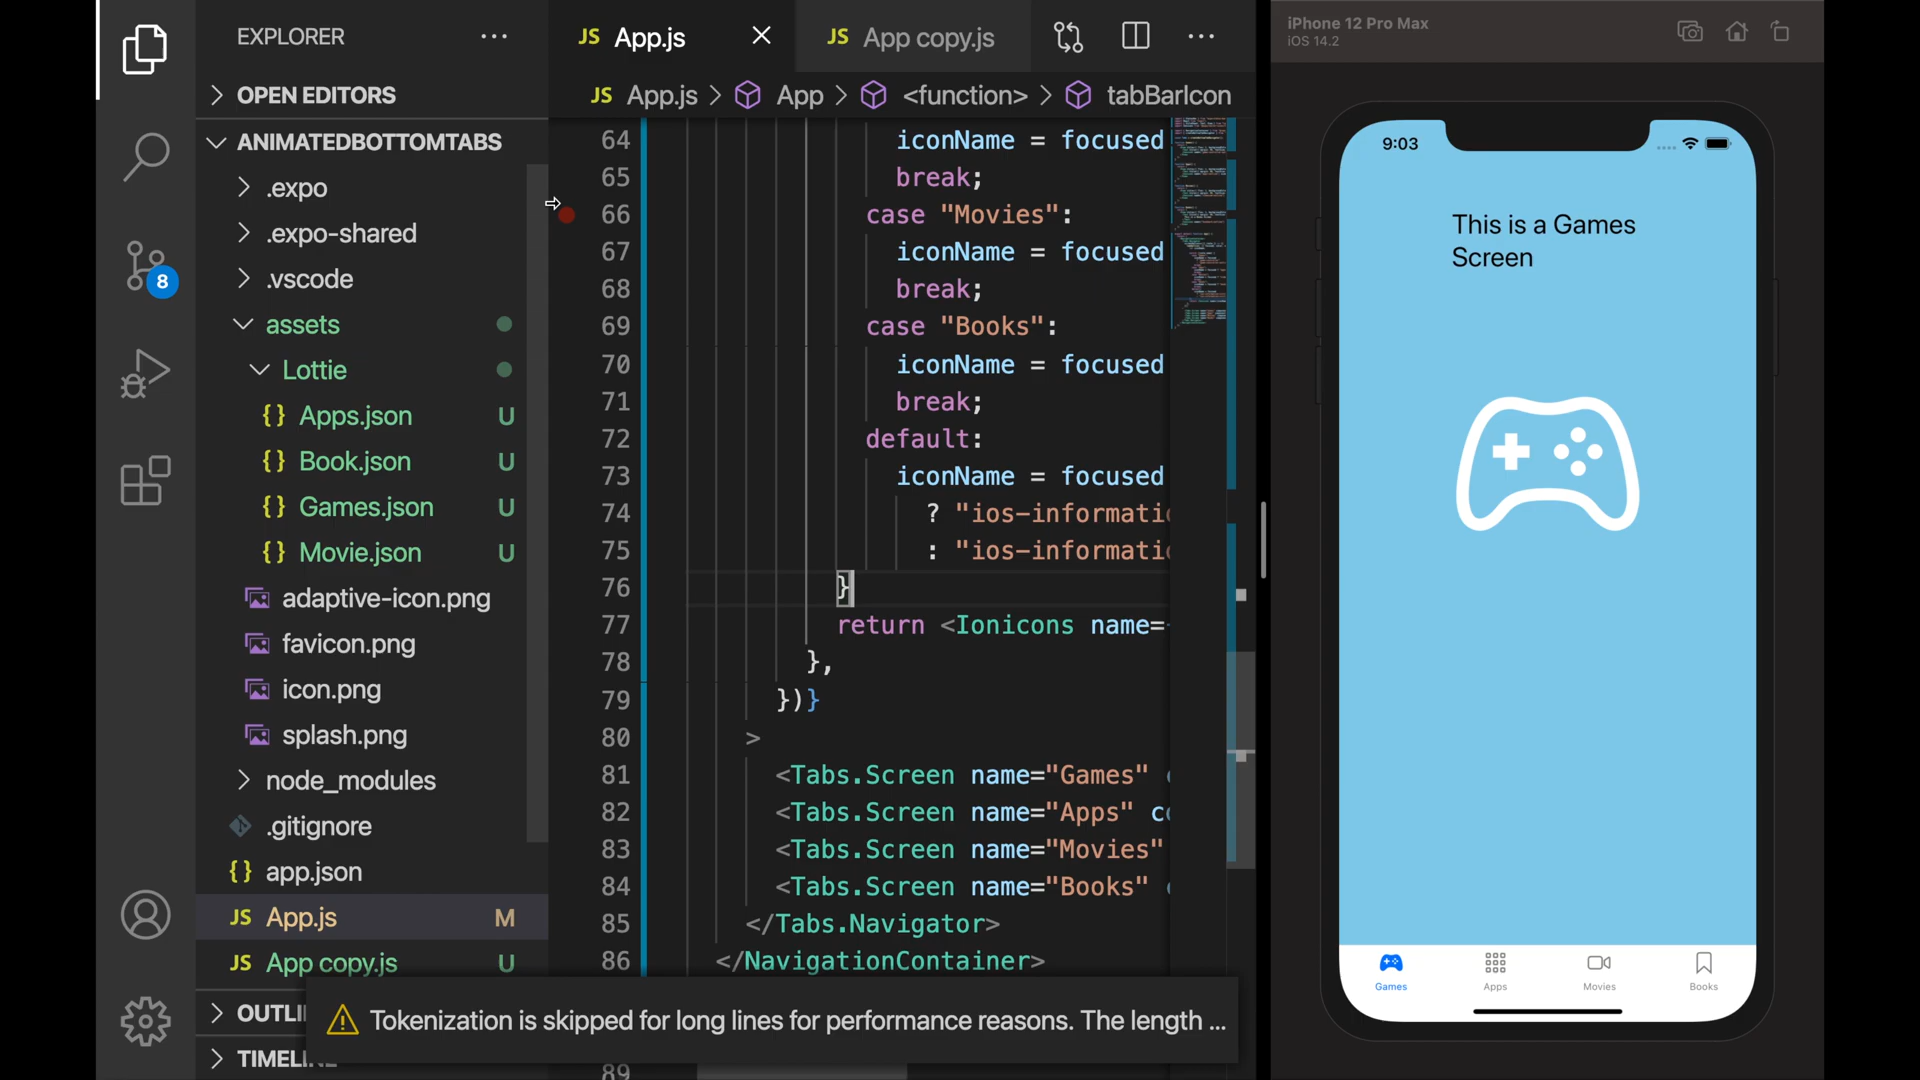 EXPLORER
OPEN EDITORS
ANIMATEDBOTTOMTABS
.expo
.expo-shared
.vscode
assets
Lottie
{} Apps.json U
{} Book.json U
{} Games.json U
{} Movie.json U
adaptive-icon.png
favicon.png
icon.png
splash.png
node_modules
.gitignore
{} app.json
JS App.js M
JS App copy.js U
8
JS App.js
JS App copy.js
JS App.js > App > <function> > tabBarIcon
64 iconName = focused
65 break;
66 case "Movies":
67 iconName = focused
68 break;
69 case "Books":
70 iconName = focused
71 break;
72 default:
73 iconName = focused
74 ? "ios-informatic
75 : "ios-informatic
76 }
77 return <Ionicons name=
78 },
79 })}
80 >
81 <Tabs.Screen name="Games"
82 <Tabs.Screen name="Apps" co
83 <Tabs.Screen name="Movies"
84 <Tabs.Screen name="Books"
85 </Tabs.Navigator>
86 </NavigationContainer>
89
Tokenization is skipped for long lines for performance reasons. The length ...
iPhone 12 Pro Max
iOS 14.2
9:03
This is a Games
Screen
Games
Apps
Movies
Books